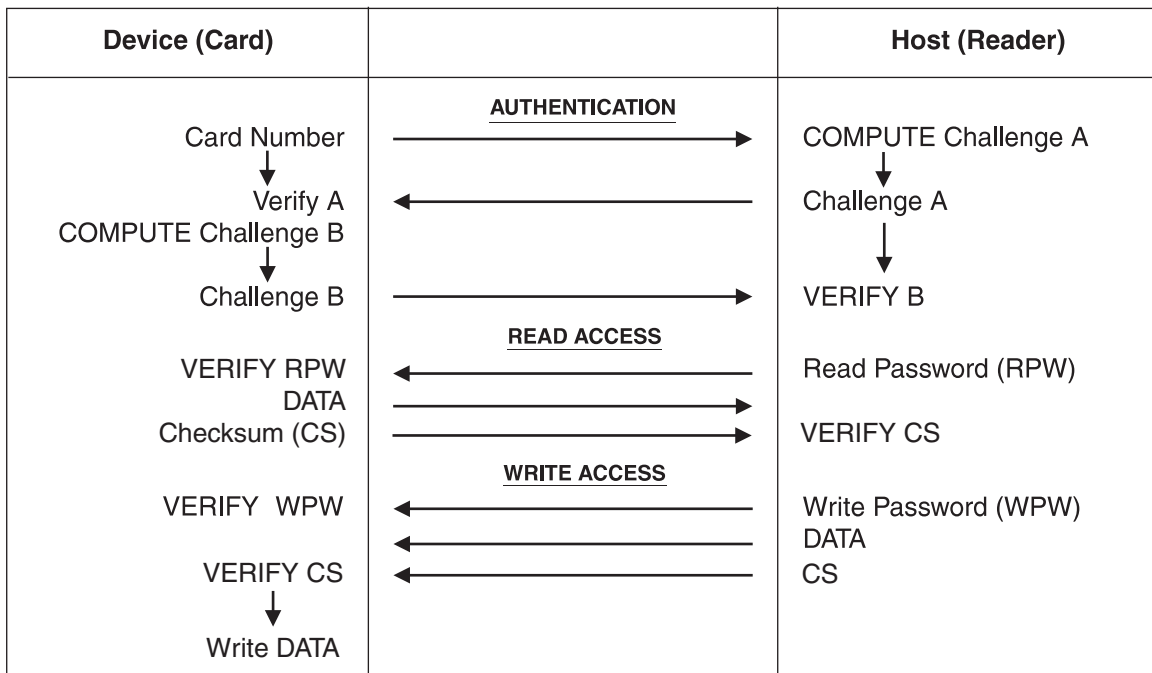 Device (Card) Host (Reader)
AUTHENTICATION
Card Number COMPUTE Challenge A
Verify A Challenge A
COMPUTE Challenge B
Challenge B VERIFY B
READ ACCESS
VERIFY RPW Read Password (RPW)
DATA
Checksum (CS) VERIFY CS
WRITE ACCESS
VERIFY WPW Write Password (WPW)
DATA
VERIFY CS CS
Write DATA